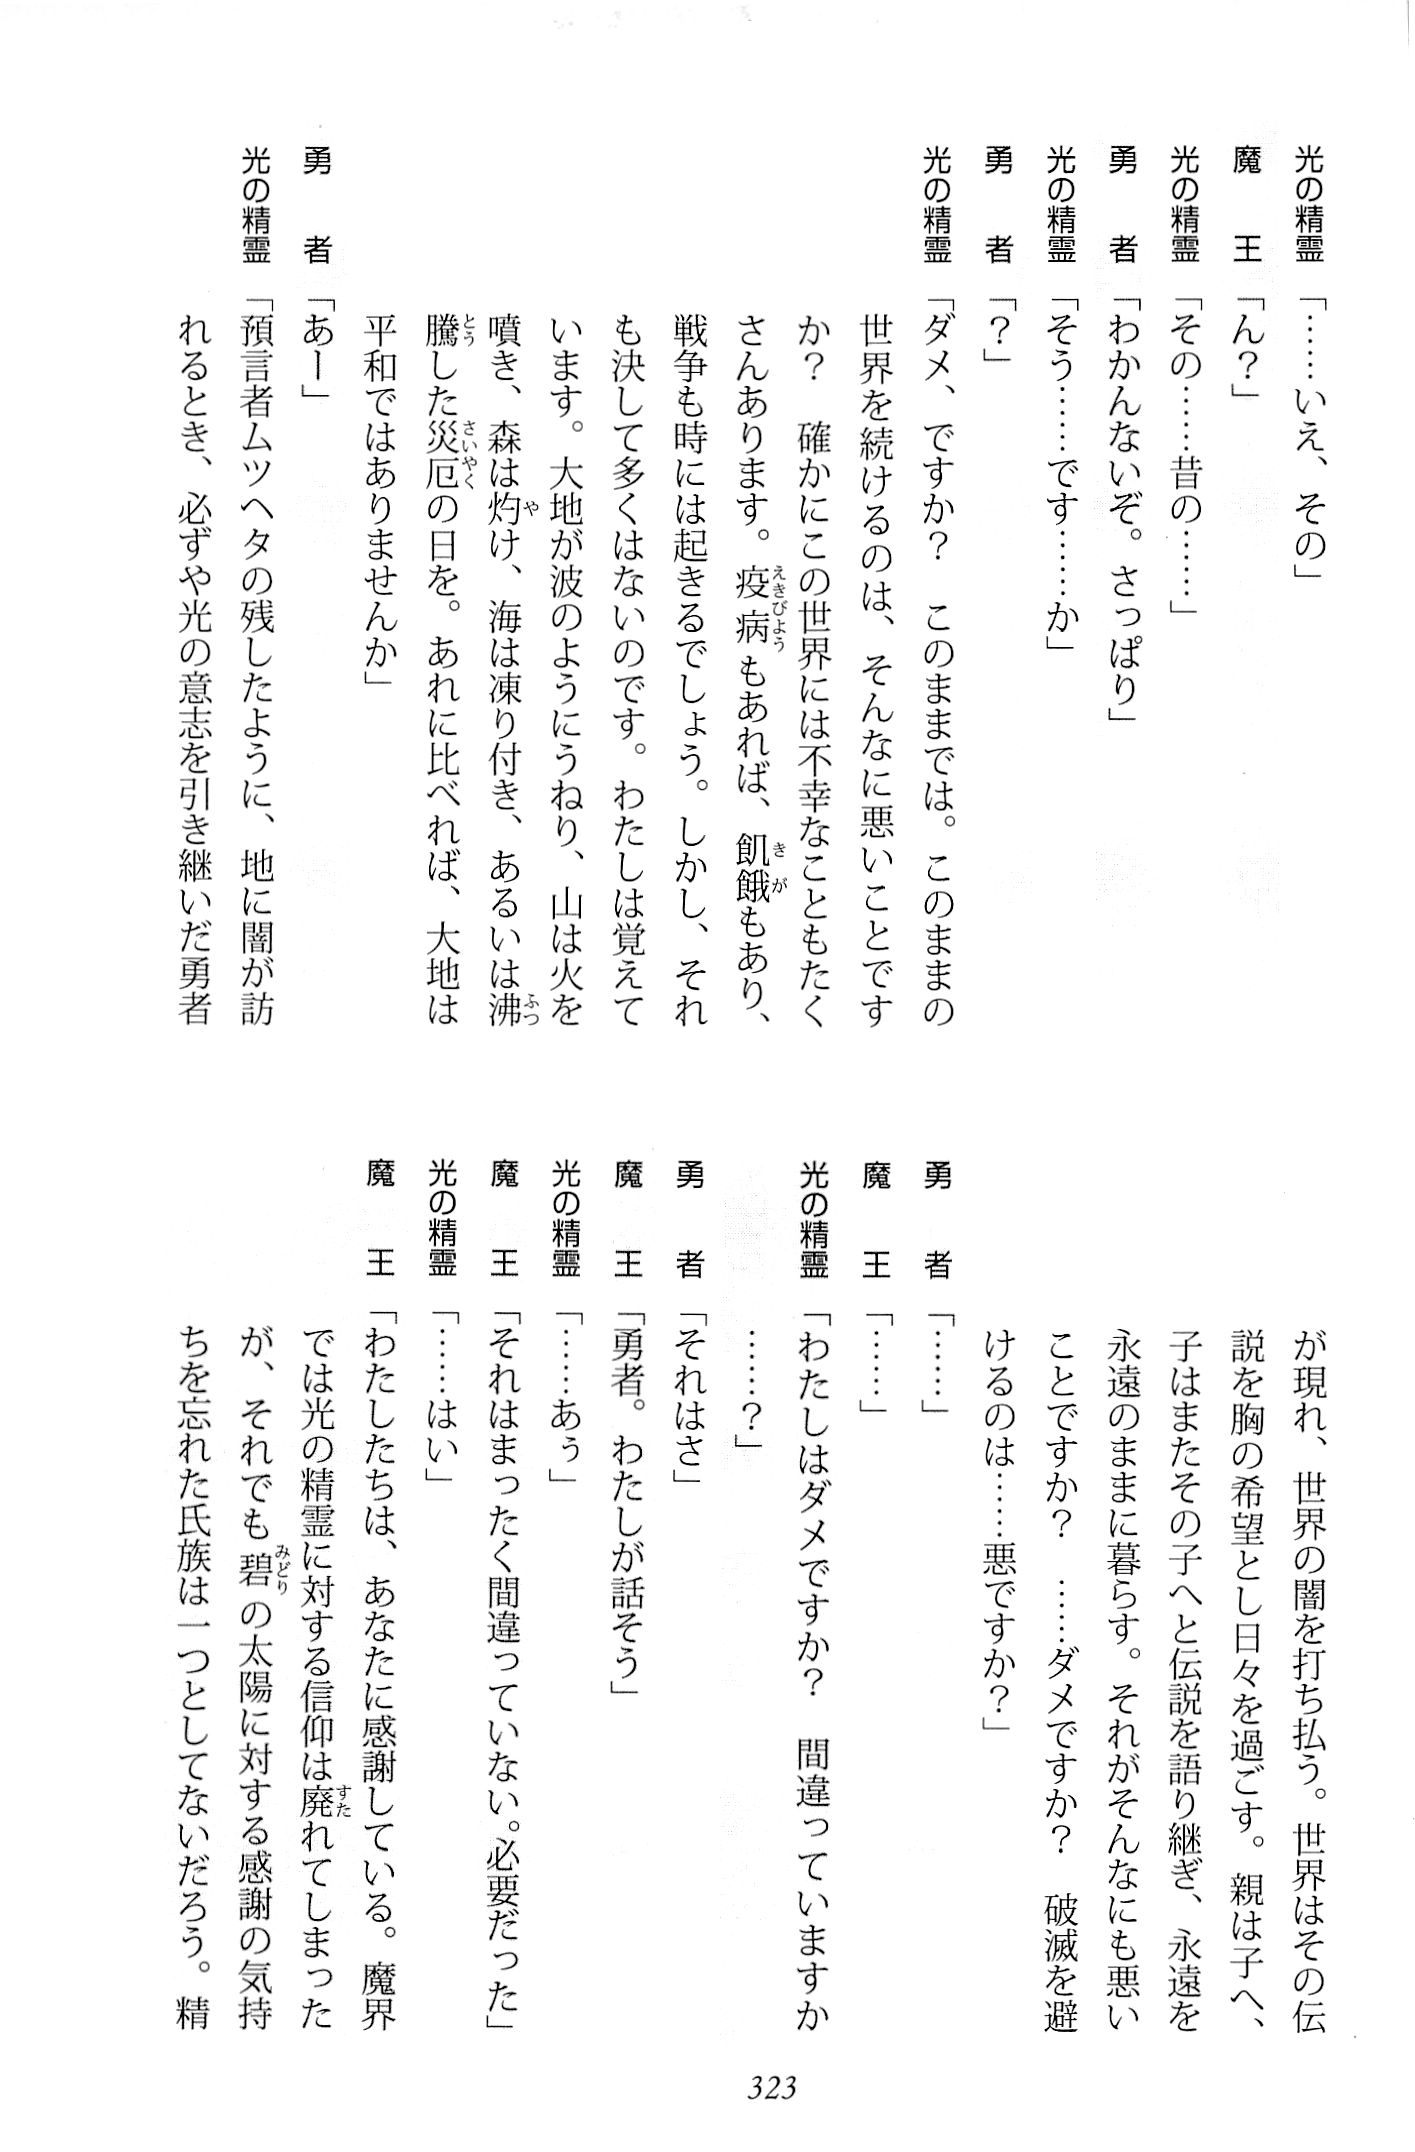 光の精霊「……いえ、その」
魔王「ん？」
光の精霊「その……昔の……」
勇者「わかんないぞ。さっぱり」
光の精霊「そう……です……か」
勇者「？」
光の精霊「ダメ、ですか？　このままでは。このままの
世界を続けるのは、そんなに悪いことです
か？　確かにこの世界には不幸なこともたく
さんあります。疫病もあれば、飢餓もあり、
戦争も時には起きるでしょう。しかし、それ
も決して多くはないのです。わたしは覚えて
います。大地が波のようにうねり、山は火を
噴き、森は灼け、海は凍り付き、あるいは沸
騰した災厄の日を。あれに比べれば、大地は
平和ではありませんか」
勇者「あー」
光の精霊「預言者ムツヘタの残したように、地に闇が訪
れるとき、必ずや光の意志を引き継いだ勇者
が現れ、世界の闇を打ち払う。世界はその伝
説を胸の希望とし日々を過ごす。親は子へ、
子はまたその子へと伝説を語り継ぎ、永遠を
永遠のままに暮らす。それがそんなにも悪い
ことですか？　……ダメですか？　破滅を避
けるのは……悪ですか？」
勇者「……」
魔王「……」
光の精霊「わたしはダメですか？　間違っていますか
……？」
勇者「それはさ」
魔王「勇者。わたしが話そう」
光の精霊「……あぅ」
魔王「それはまったく間違っていない。必要だった」
光の精霊「……はい」
魔王「わたしたちは、あなたに感謝している。魔界
では光の精霊に対する信仰は廃れてしまった
が、それでも碧の太陽に対する感謝の気持
ちを忘れた氏族は一つとしてないだろう。精
323